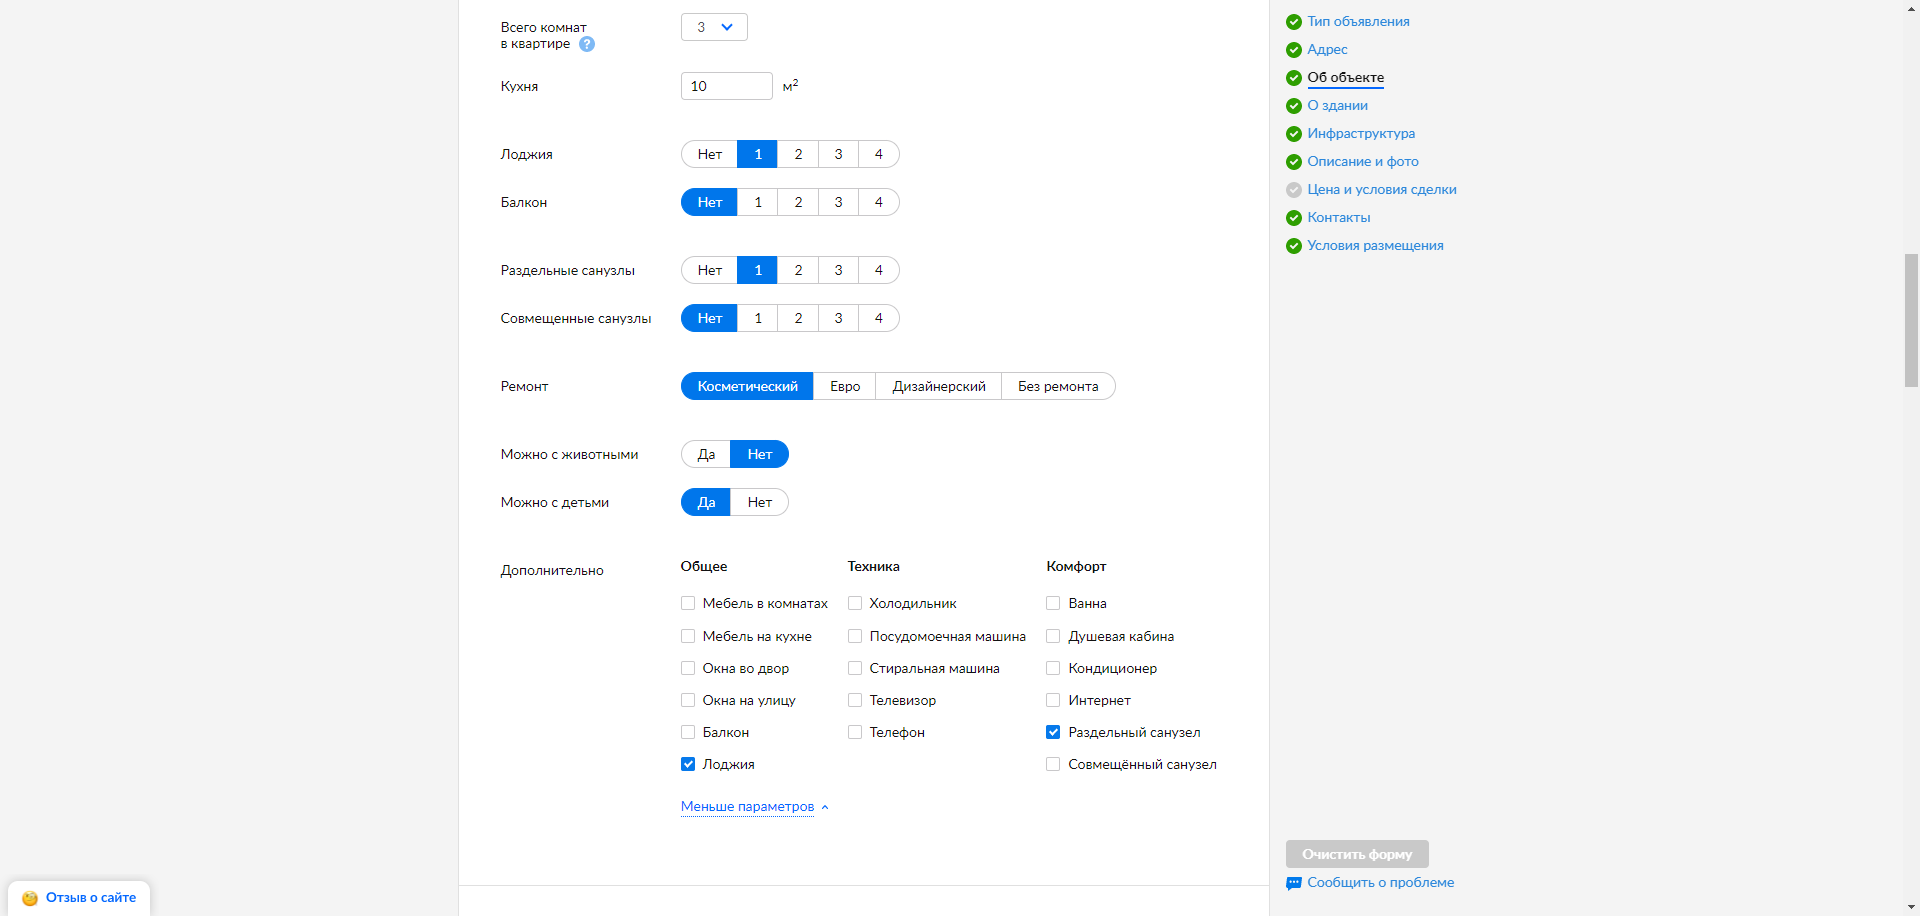 Всего комнат
в квартире ?
3
Кухня
10 м2
Лоджия
Нет 1 2 3 4
Балкон
Нет 1 2 3 4
Раздельные санузлы
Нет 1 2 3 4
Совмещенные санузлы
Нет 1 2 3 4
Ремонт
Косметический Евро Дизайнерский Без ремонта
Можно с животными
Да Нет
Можно с детьми
Да Нет
Дополнительно
Общее
Мебель в комнатах
Мебель на кухне
Окна во двор
Окна на улицу
Балкон
Лоджия
Техника
Холодильник
Посудомоечная машина
Стиральная машина
Телевизор
Телефон
Комфорт
Ванна
Душевая кабина
Кондиционер
Интернет
Раздельный санузел
Совмещённый санузел
Меньше параметров
Тип объявления
Адрес
Об объекте
О здании
Инфраструктура
Описание и фото
Цена и условия сделки
Контакты
Условия размещения
Очистить форму
Сообщить о проблеме
Отзыв о сайте